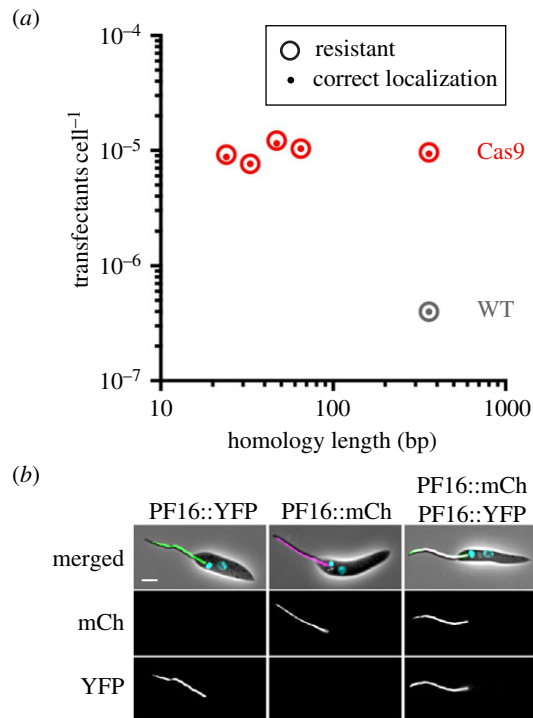 (a)
10⁻⁴
10⁻⁵
10⁻⁶
10⁻⁷
transfectants cell⁻¹
resistant
correct localization
Cas9
WT
10
100
1000
homology length (bp)
(b)
PF16::YFP
PF16::mCh
PF16::mCh
PF16::YFP
merged
mCh
YFP